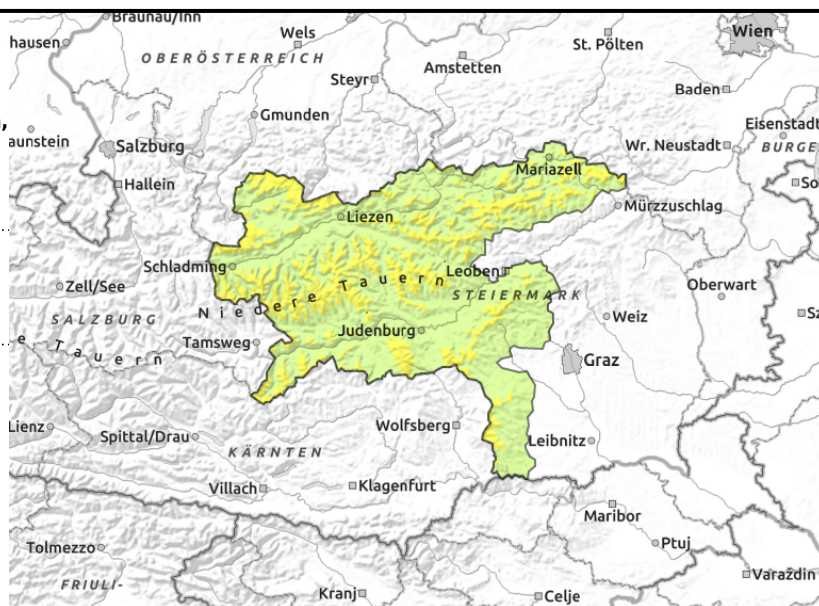 Braunau/Inn
hausen
Wels
Wien
OBERÖSTERREICH
St. Pölten
Amstetten
Steyr
Baden
Gmunden
Eisenstadt
aunstein
Salzburg
Wr. Neustadt
BURGE
Mariazell
Hallein
So
Mürzzuschlag
Liezen
Schladming
Leoben
Zell/See
Niedere Tauern
STEIERMARK
Oberwart
SALZBURG
Weiz
Sz
Judenburg
Tamsweg
e Tauern
Graz
Lienz
Wolfsberg
Spittal/Drau
Leibnitz
KÄRNTEN
Villach
Klagenfurt
Maribor
Tolmezzo
Ptuj
Varaždin
FRIULI-
Kranj
Celje